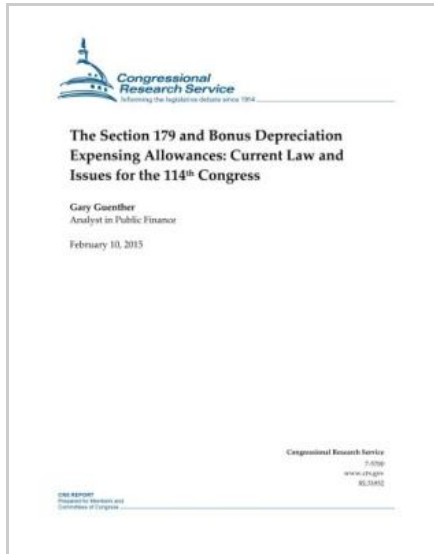 Congressional
Research Service
Informing the legislative debate since 1914
The Section 179 and Bonus Depreciation
Expensing Allowances: Current Law and
Issues for the 114th Congress
Gary Guenther
Analyst in Public Finance
February 10, 2015
Congressional Research Service
7-5700
www.crs.gov
RL31852
CRS REPORT
Prepared for Members and
Committees of Congress